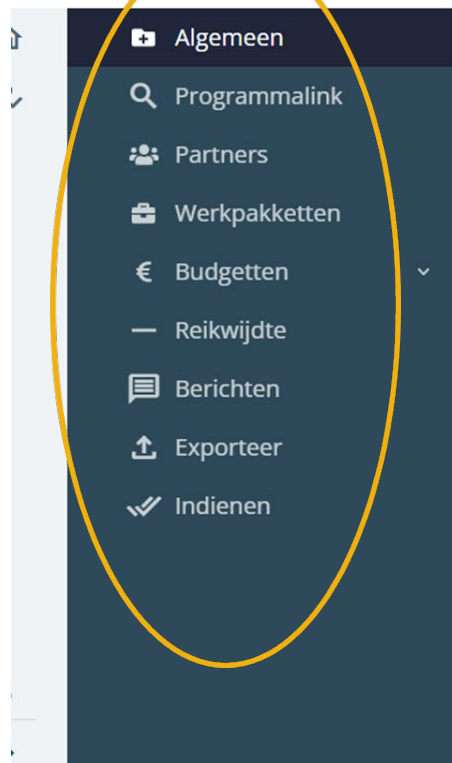 Algemeen
Programmalink
Partners
Werkpakketten
Budgetten
Reikwijdte
Berichten
Exporteer
Indienen